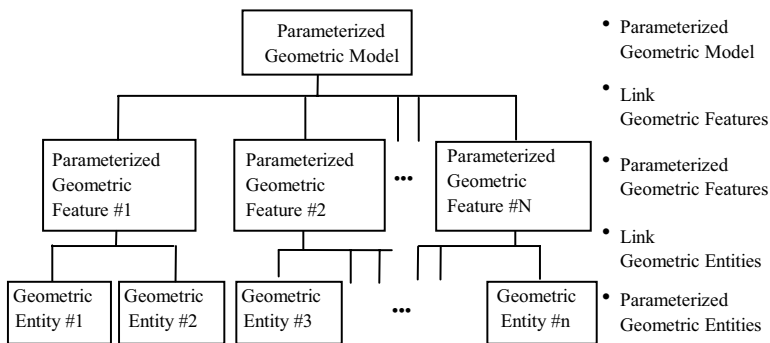 Parameterized
Geometric Model
Parameterized
Geometric
Feature #1
Parameterized
Geometric
Feature #2
...
Parameterized
Geometric
Feature #N
Geometric
Entity #1
Geometric
Entity #2
Geometric
Entity #3
...
Geometric
Entity #n
• Parameterized
Geometric Model
• Link
Geometric Features
• Parameterized
Geometric Features
• Link
Geometric Entities
• Parameterized
Geometric Entities